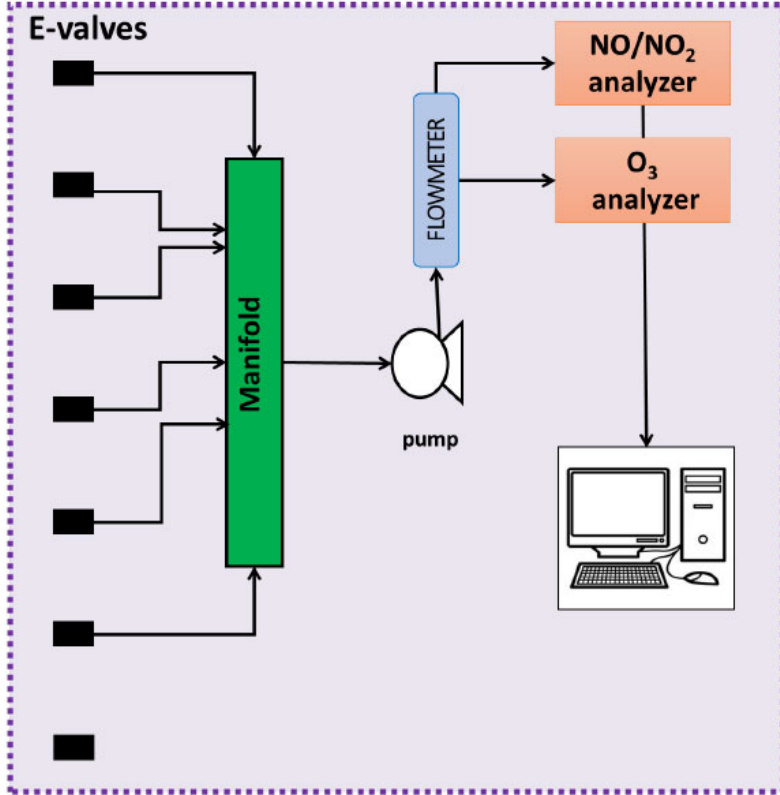 E-valves
NO/NO₂
analyzer
O₃
analyzer
FLOWMETER
Manifold
pump